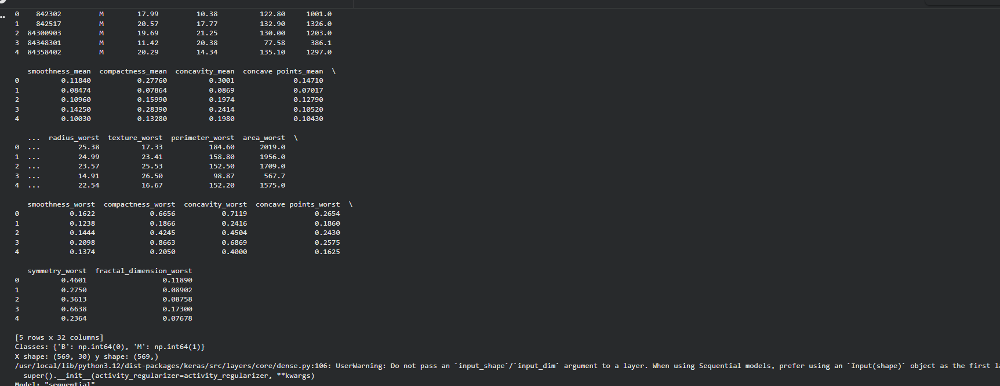 0    842302         M        17.99         10.38          122.80     1001.0
1    842517         M        20.57         17.77          132.90     1326.0
2  84300903         M        19.69         21.25          130.00     1203.0
3  84348301         M        11.42         20.38           77.58      386.1
4  84358402         M        20.29         14.34          135.10     1297.0
   smoothness_mean  compactness_mean  concavity_mean  concave points_mean  \
0          0.11840           0.27760          0.3001              0.14710
1          0.08474           0.07864          0.0869              0.07017
2          0.10960           0.15990          0.1974              0.12790
3          0.14250           0.28390          0.2414              0.10520
4          0.10030           0.13280          0.1980              0.10430
   ...  radius_worst  texture_worst  perimeter_worst  area_worst  \
0  ...         25.38          17.33           184.60      2019.0
1  ...         24.99          23.41           158.80      1956.0
2  ...         23.57          25.53           152.50      1709.0
3  ...         14.91          26.50            98.87       567.7
4  ...         22.54          16.67           152.20      1575.0
   smoothness_worst  compactness_worst  concavity_worst  concave points_worst  \
0            0.1622             0.6656           0.7119                0.2654
1            0.1238             0.1866           0.2416                0.1860
2            0.1444             0.4245           0.4504                0.2430
3            0.2098             0.8663           0.6869                0.2575
4            0.1374             0.2050           0.4000                0.1625
   symmetry_worst  fractal_dimension_worst
0          0.4601                  0.11890
1          0.2750                  0.08902
2          0.3613                  0.08758
3          0.6638                  0.17300
4          0.2364                  0.07678
[5 rows x 32 columns]
Classes: {'B': np.int64(0), 'M': np.int64(1)}
X shape: (569, 30) y shape: (569,)
/usr/local/lib/python3.12/dist-packages/keras/src/layers/core/dense.py:106: UserWarning: Do not pass an `input_shape`/`input_dim` argument to a layer. When using Sequential models, prefer using an `Input(shape)` object as the first
  super().__init__(activity_regularizer=activity_regularizer, **kwargs)
Model: "sequential"